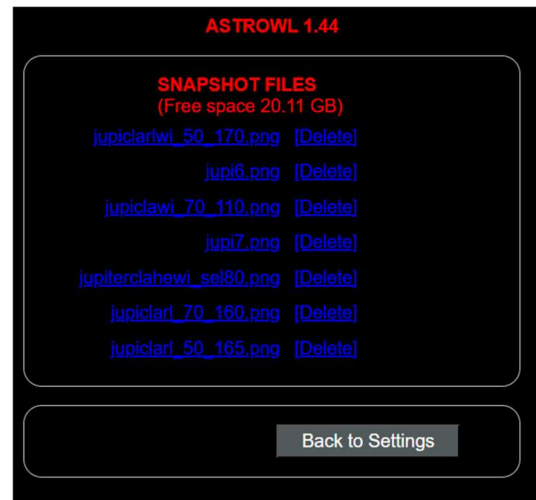 ASTROWL 1.44
SNAPSHOT FILES
(Free space 20.11 GB)
jupiclarlwi_50_170.png [Delete]
jupi6.png [Delete]
jupiclawi_70_110.png [Delete]
jupi7.png [Delete]
jupiterclahewi_sel80.png [Delete]
jupiclarl_70_160.png [Delete]
jupiclarl_50_165.png [Delete]
Back to Settings